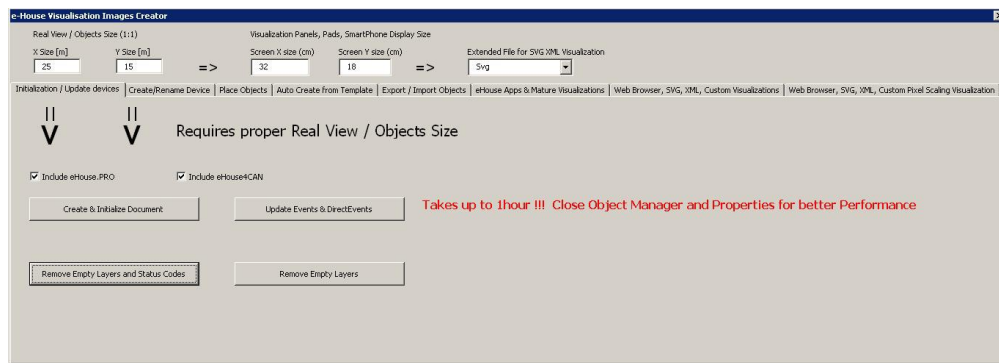 e-House Visualisation Images Creator
Real View / Objects Size (1:1)
Visualization Panels, Pads, SmartPhone Display Size
X Size [m]
Y Size [m]
Screen X size (cm)
Screen Y size (cm)
Extended File for SVG XML Visualization
25
15
=>
32
18
=>
Svg
Initialization / Update devices
Create/Rename Device
Place Objects
Auto Create from Template
Export / Import Objects
eHouse Apps & Mature Visualizations
Web Browser, SVG, XML, Custom Visualizations
Web Browser, SVG, XML, Custom Pixel Scaling Visualization
Requires proper Real View / Objects Size
Include eHouse.PRO
Include eHouse4CAN
Create & Initialize Document
Update Events & DirectEvents
Takes up to 1hour !!! Close Object Manager and Properties for better Performance
Remove Empty Layers and Status Codes
Remove Empty Layers